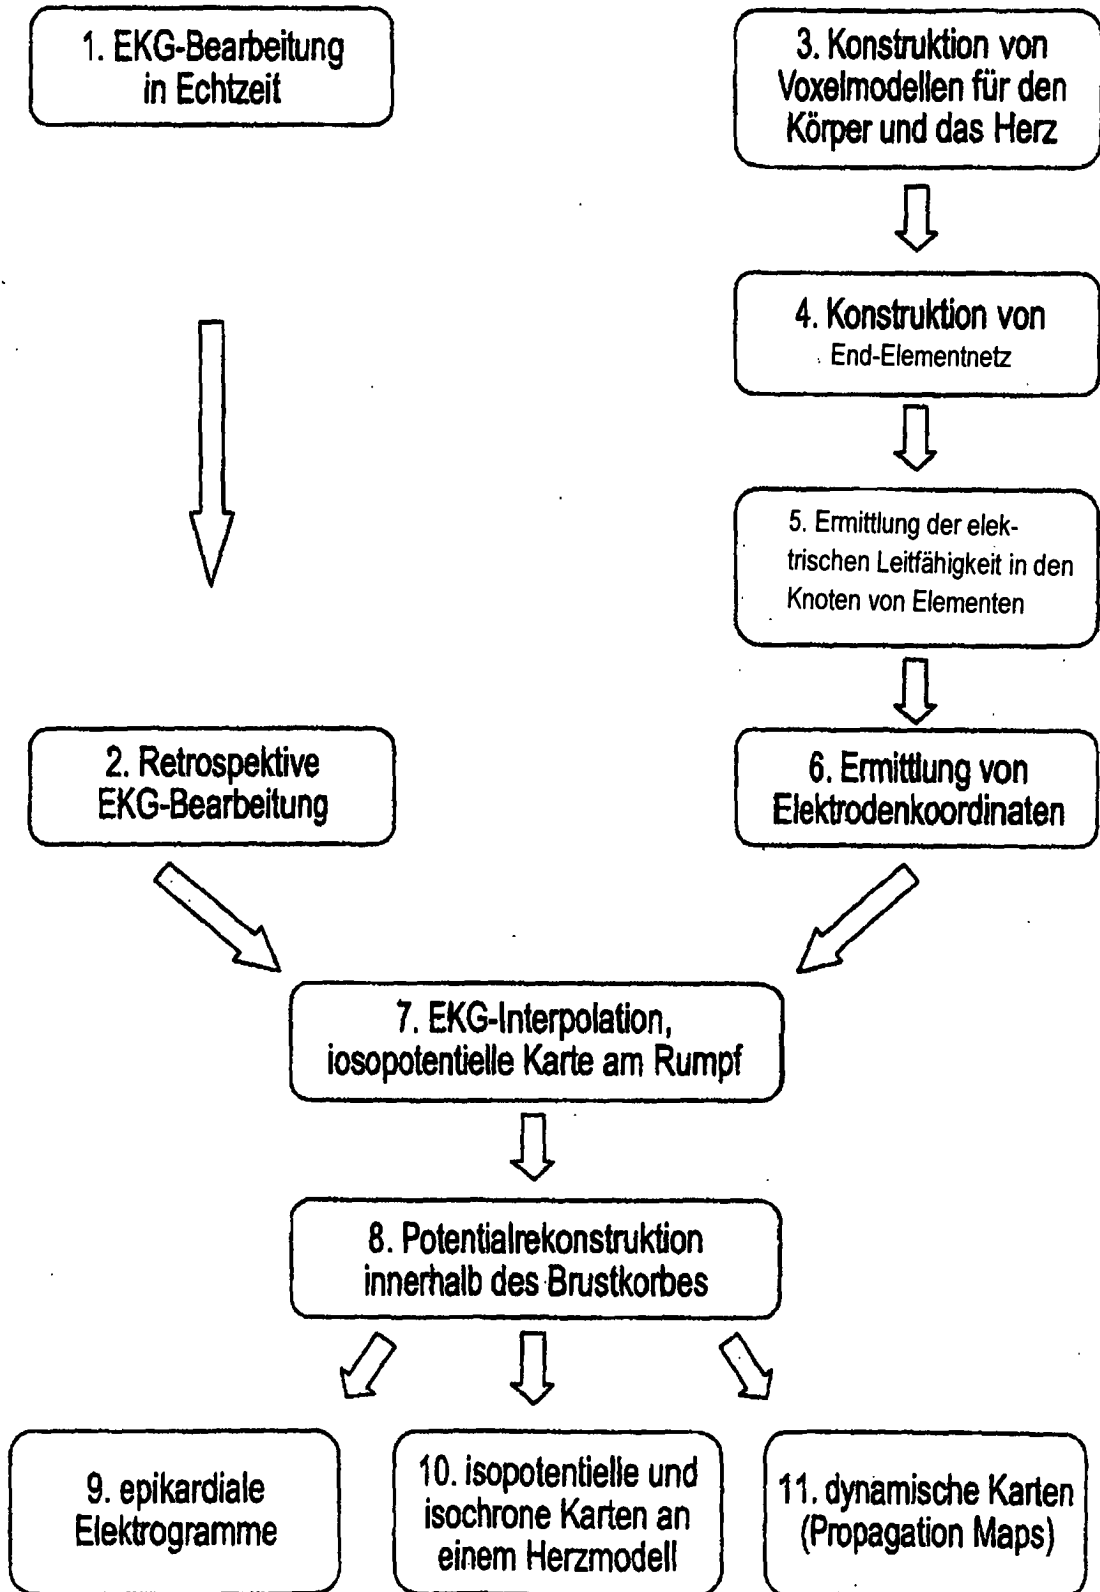 1. EKG-Bearbeitung
in Echtzeit
3. Konstruktion von
Voxelmodellen für den
Körper und das Herz
4. Konstruktion von
End-Elementnetz
5. Ermittlung der elek-
trischen Leitfähigkeit in den
Knoten von Elementen
2. Retrospektive
EKG-Bearbeitung
6. Ermittlung von
Elektrodenkoordinaten
7. EKG-Interpolation,
iosopotentielle Karte am Rumpf
8. Potentialrekonstruktion
innerhalb des Brustkorbes
9. epikardiale
Elektrogramme
10. isopotentielle und
isochrone Karten an
einem Herzmodell
11. dynamische Karten
(Propagation Maps)